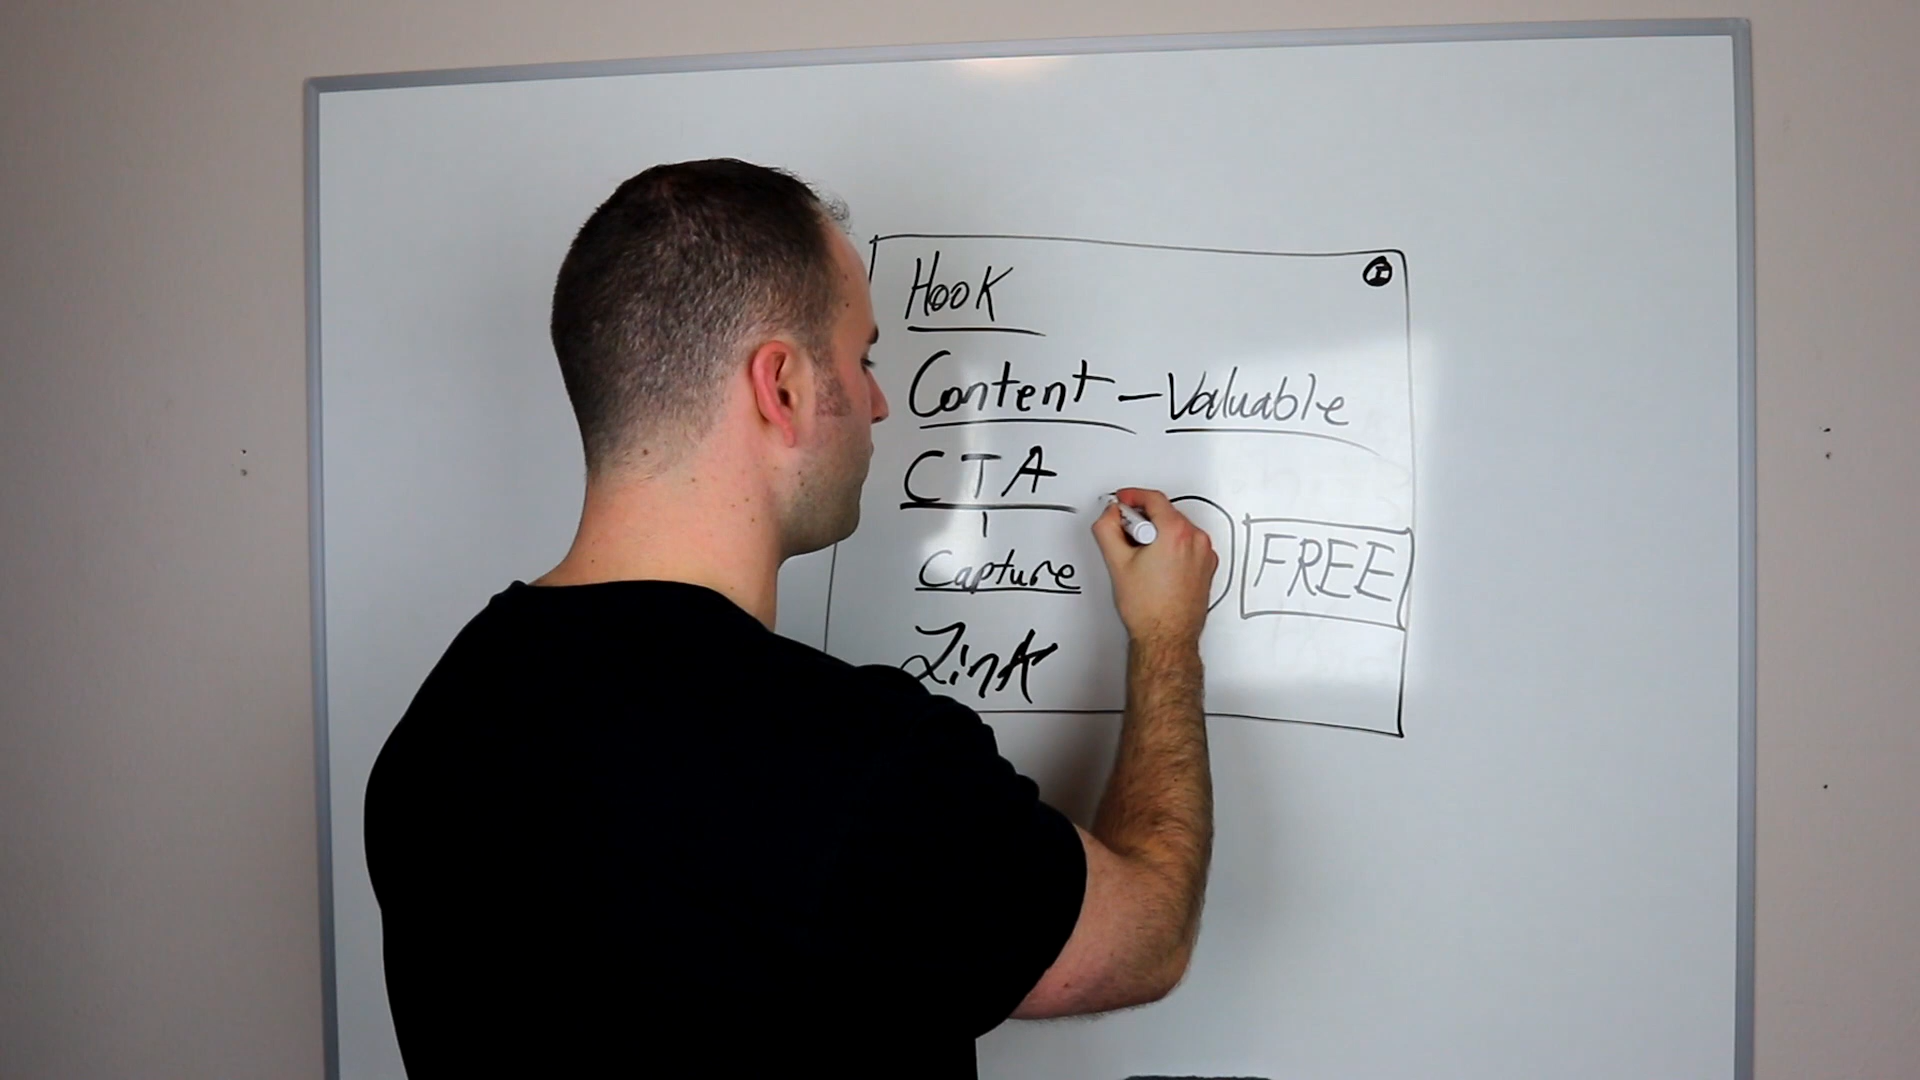 Hook
Content - Valuable
CTA
Capture
FREE
Link